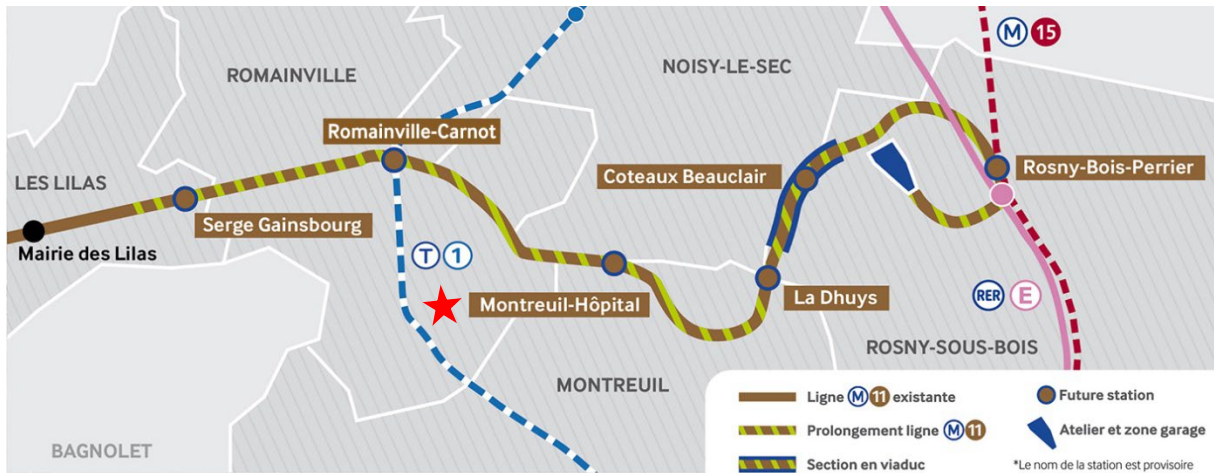 M 15
ROMAINVILLE
NOISY-LE-SEC
Romainville-Carnot
Rosny-Bois-Perrier
Coteaux Beauclair
LES LILAS
Serge Gainsbourg
Mairie des Lilas
T 1
Montreuil-Hôpital
La Dhuys
RER E
ROSNY-SOUS-BOIS
MONTREUIL
BAGNOLET
Ligne M 11 existante
Prolongement ligne M 11
Section en viaduc
Future station
Atelier et zone garage
*Le nom de la station est provisoire